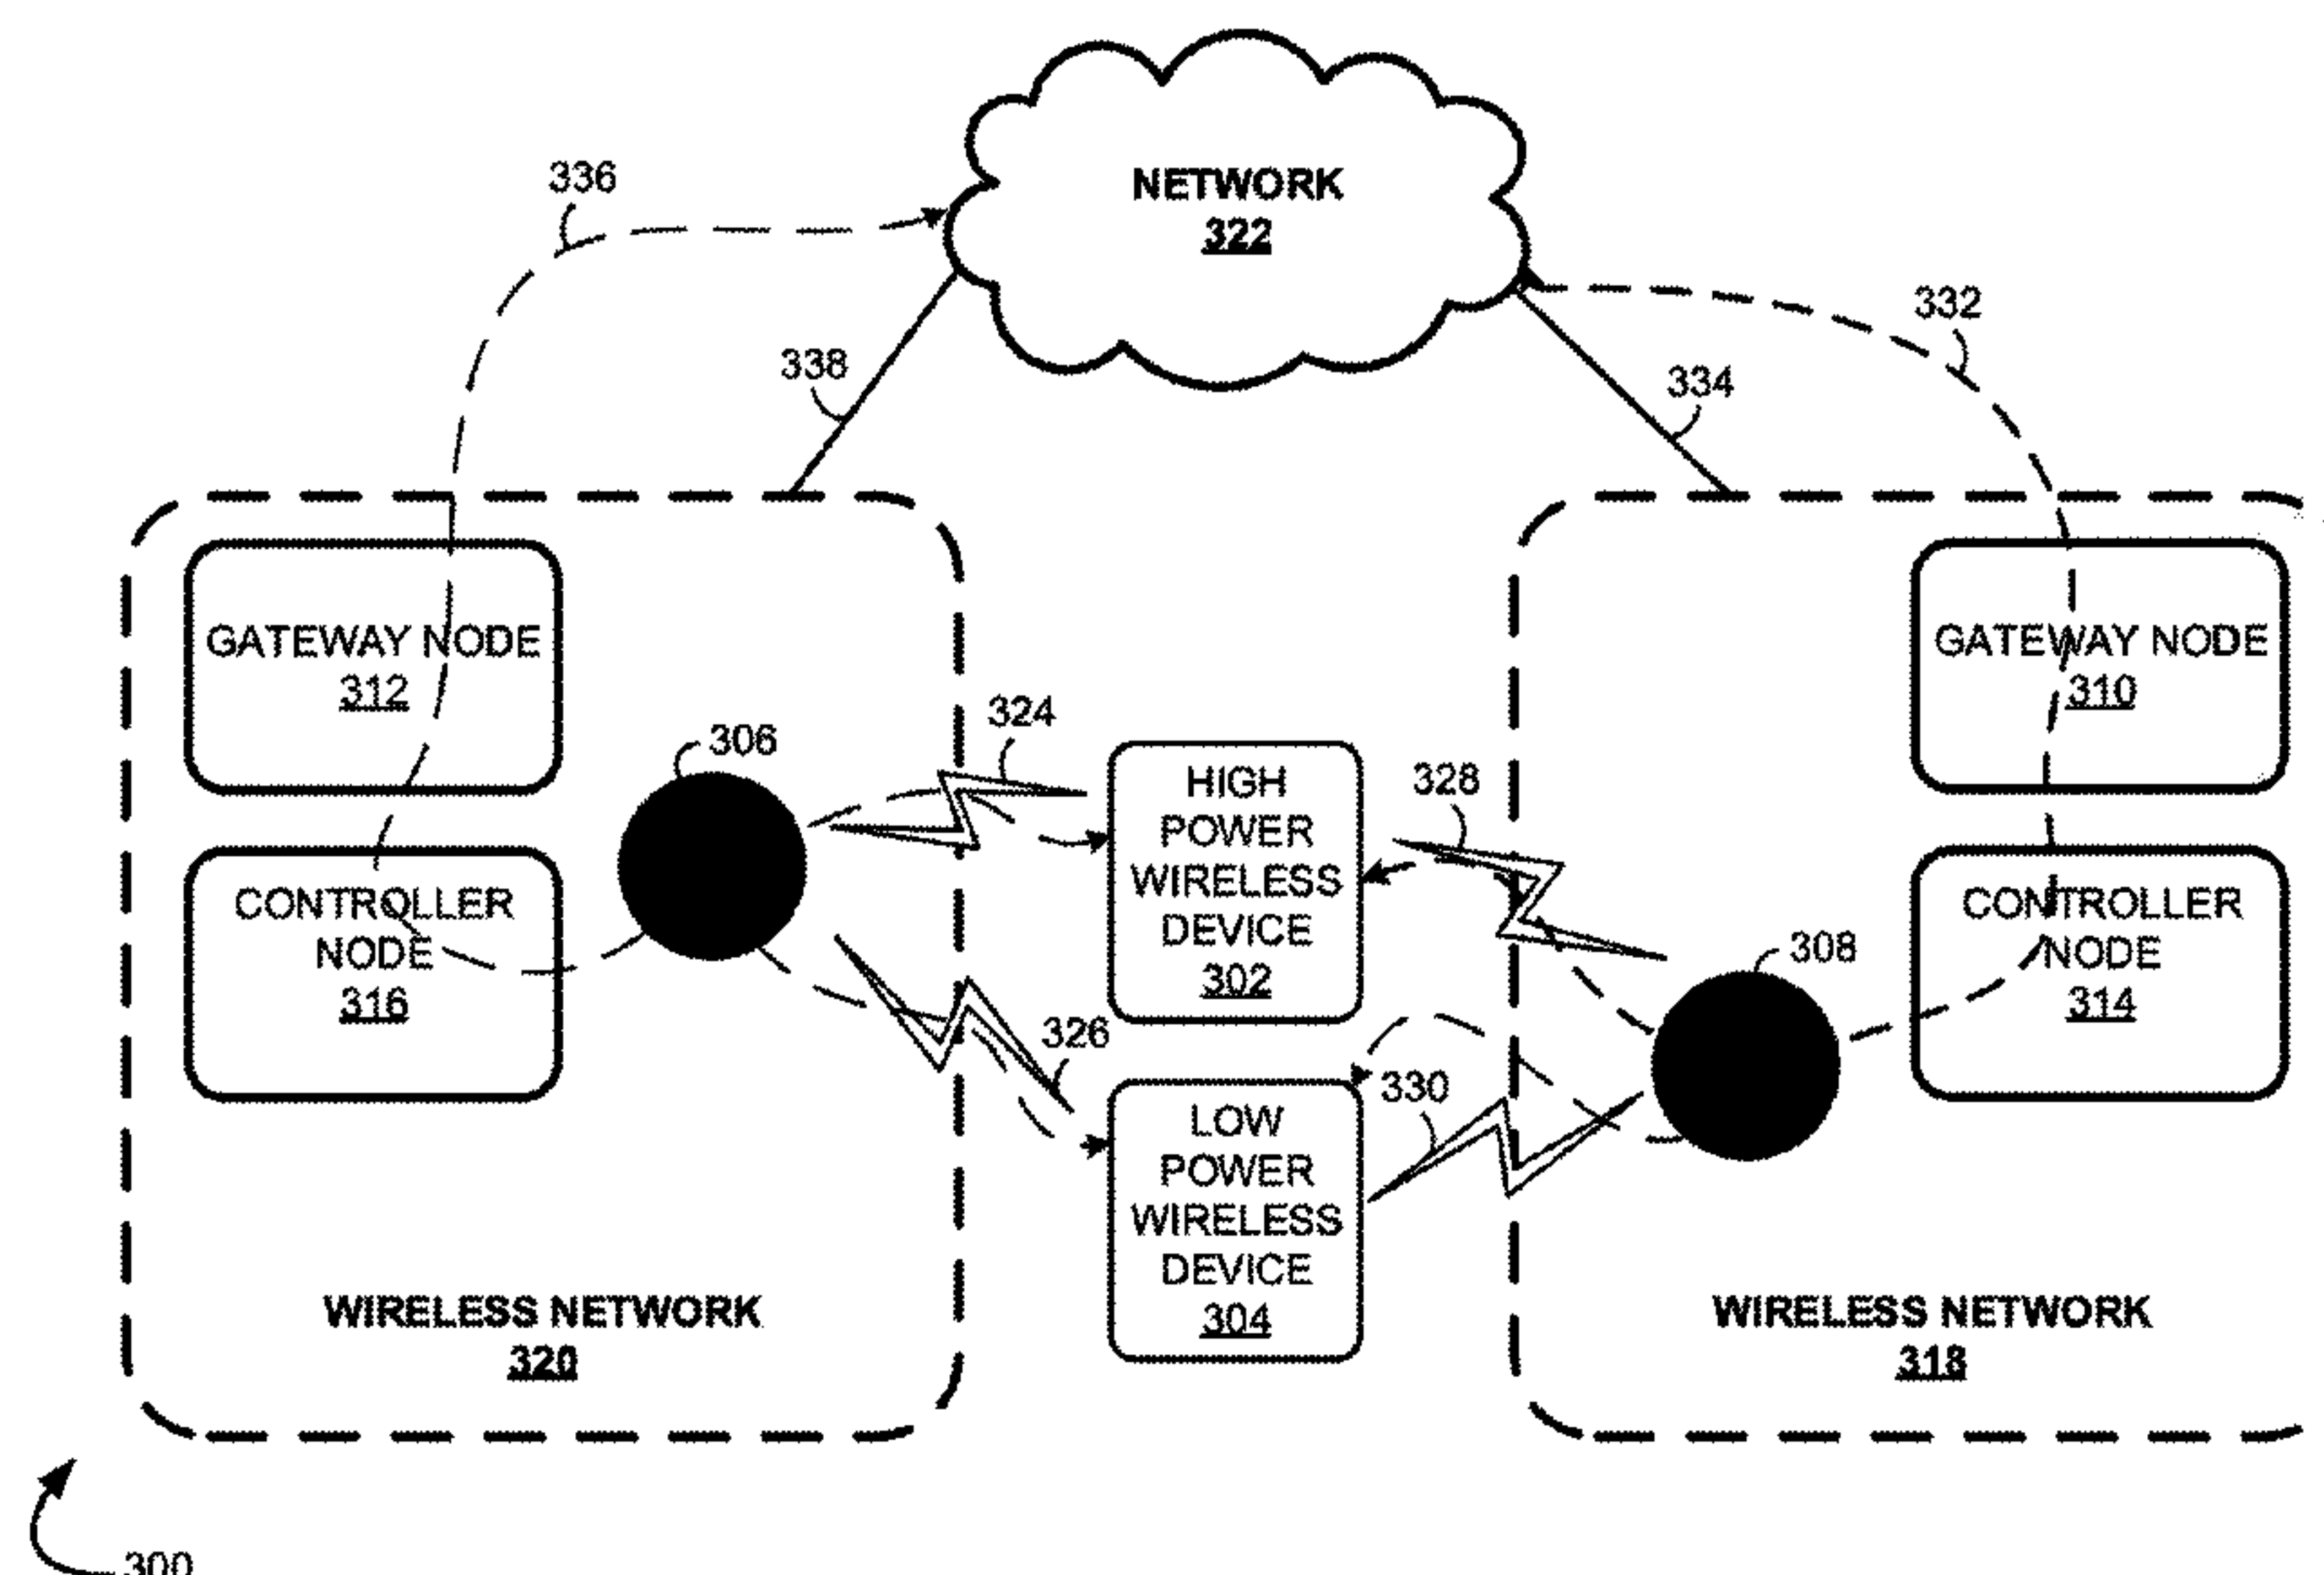 336
NETWORK
322
332
338
334
GATEWAY NODE
312
GATEWAY NODE
310
324
306
HIGH
POWER
WIRELESS
DEVICE
302
328
CONTROLLER
NODE
316
CONTROLLER
NODE
314
308
326
LOW
POWER
WIRELESS
DEVICE
304
330
WIRELESS NETWORK
320
WIRELESS NETWORK
318
300